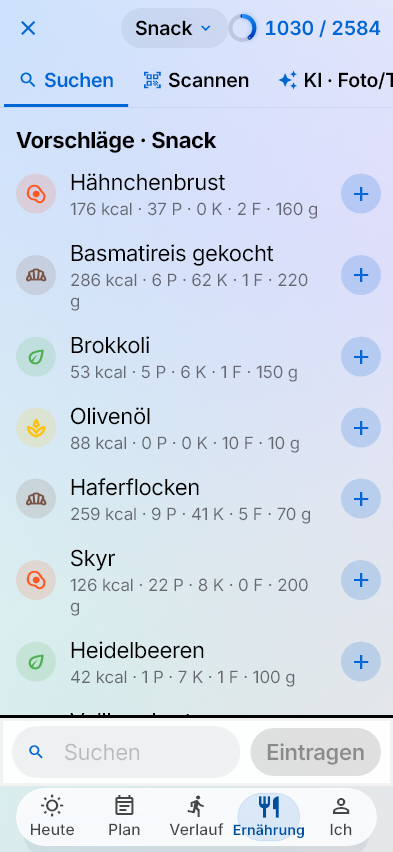 Snack
1030 / 2584
Suchen
Scannen
KI · Foto/T
Vorschläge · Snack
Hähnchenbrust
176 kcal · 37 P · 0 K · 2 F · 160 g
Basmatireis gekocht
286 kcal · 6 P · 62 K · 1 F · 220
g
Brokkoli
53 kcal · 5 P · 6 K · 1 F · 150 g
Olivenöl
88 kcal · 0 P · 0 K · 10 F · 10 g
Haferflocken
259 kcal · 9 P · 41 K · 5 F · 70 g
Skyr
126 kcal · 22 P · 8 K · 0 F · 200
g
Heidelbeeren
42 kcal · 1 P · 7 K · 1 F · 100 g
Suchen
Eintragen
Heute
Plan
Verlauf
Ernährung
Ich